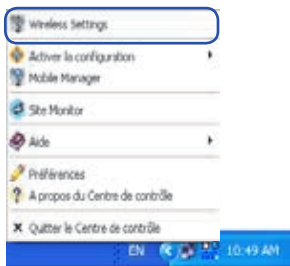 Wireless Settings
Activer la configuration
Mobile Manager
Site Monitor
Aide
Préférences
A propos du Centre de contrôle
Quitter le Centre de contrôle
EN 10:49 AM